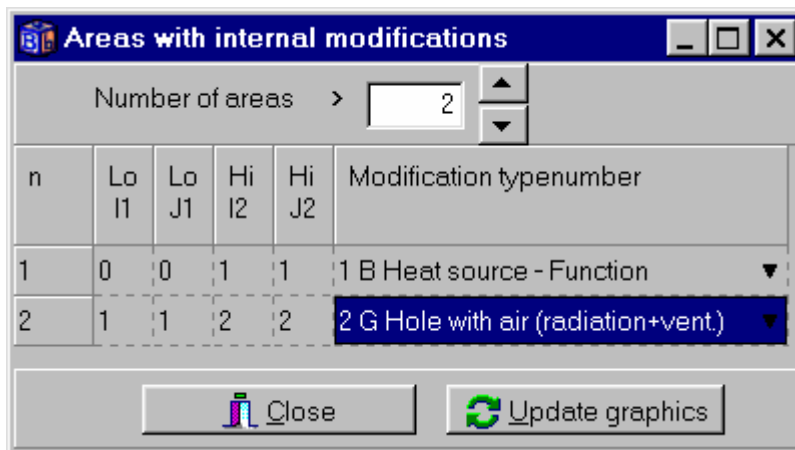 Areas with internal modifications
Number of areas > 2
n Lo I1 Lo J1 Hi I2 Hi J2 Modification typenumber
1 0 0 1 1 1 B Heat source - Function
2 1 1 2 2 2 G Hole with air (radiation+vent.)
Close Update graphics